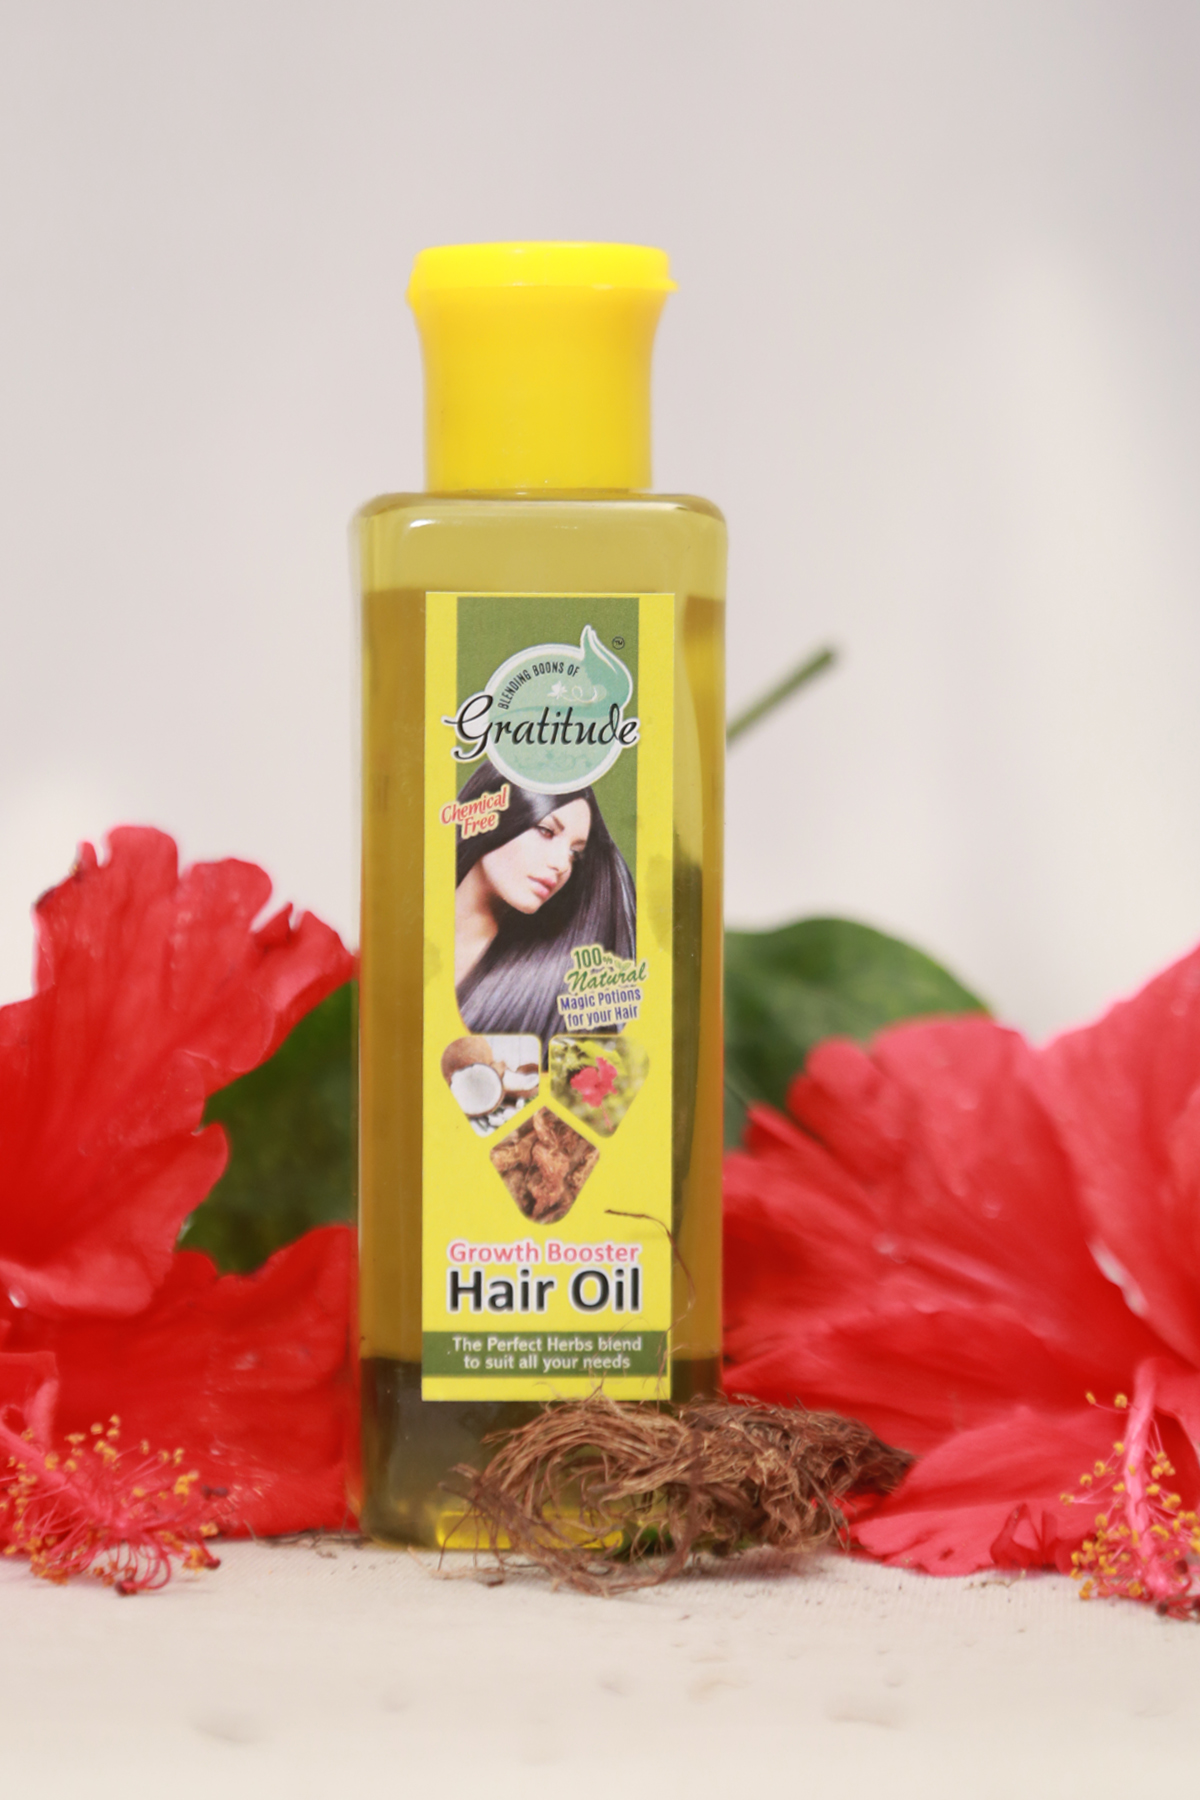 BLENDING BOONS OF
Gratitude
TM
Chemical
Free
100%
Natural
Magic Potions
for your Hair
Growth Booster
Hair Oil
The Perfect Herbs blend
to suit all your needs